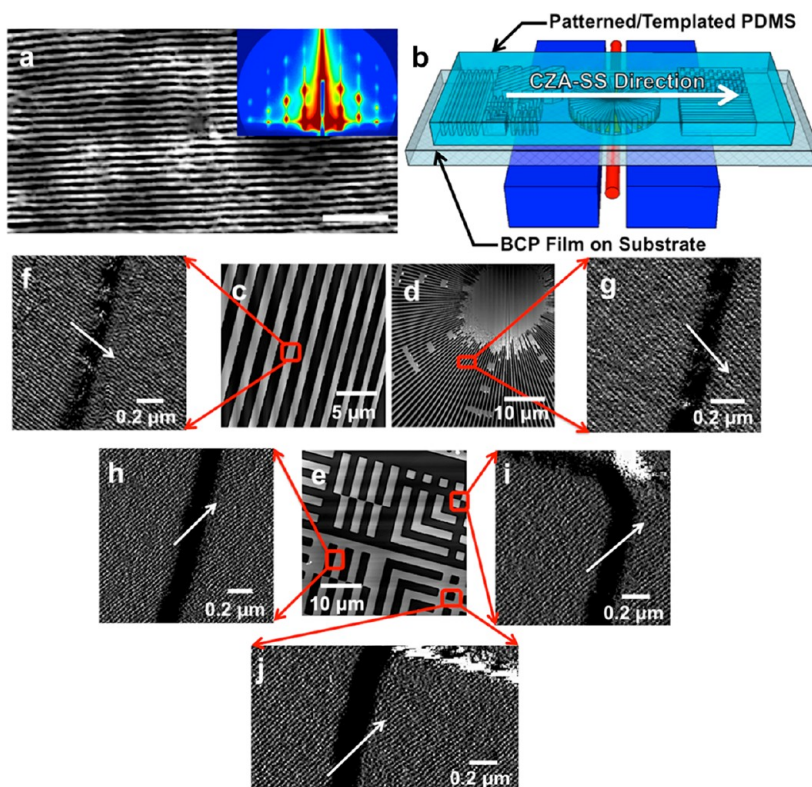 a
b
Patterned/Templated PDMS
CZA-SS Direction
BCP Film on Substrate
f
0.2 μm
c
5 μm
d
10 μm
g
0.2 μm
h
0.2 μm
e
10 μm
i
0.2 μm
j
0.2 μm